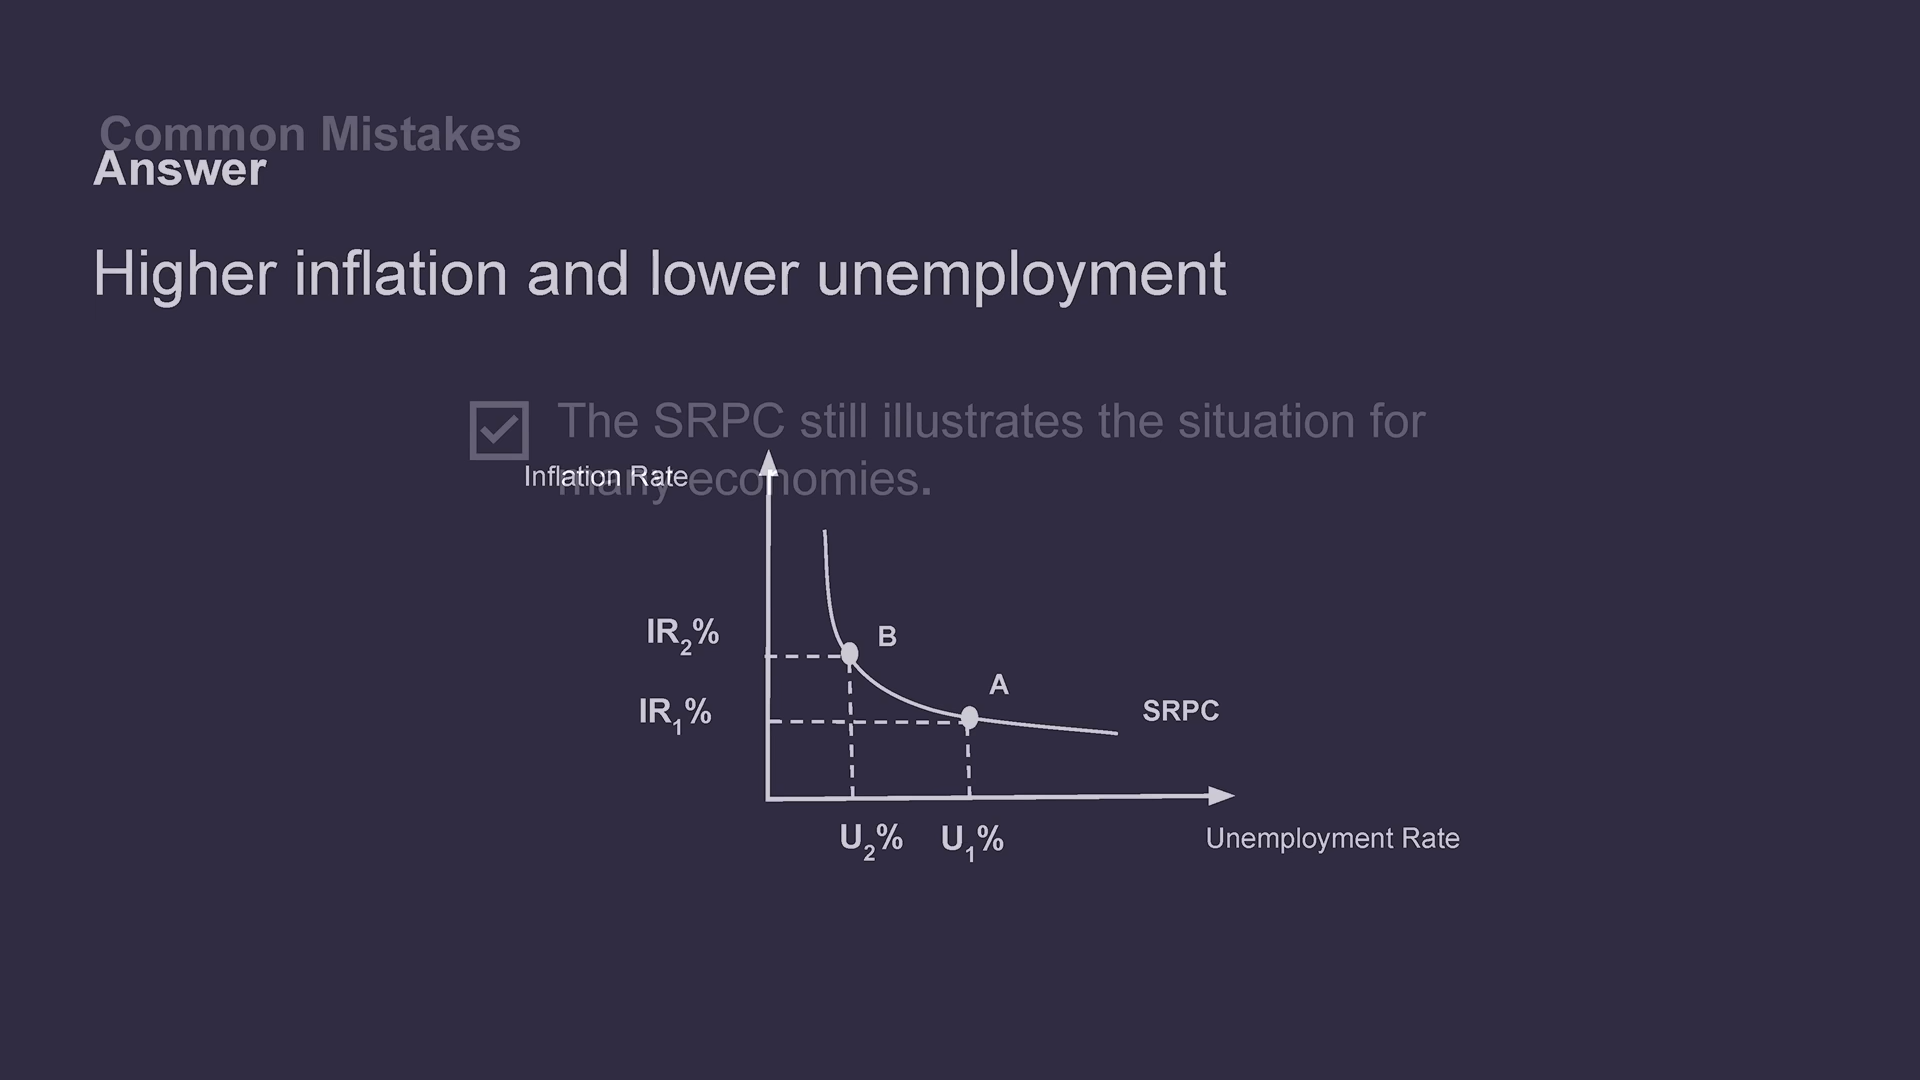 Common Mistakes
Answer
Higher inflation and lower unemployment
The SRPC still illustrates the situation for
many economies.
Inflation Rate
IR2%
B
A
IR1%
SRPC
U2%
U1%
Unemployment Rate